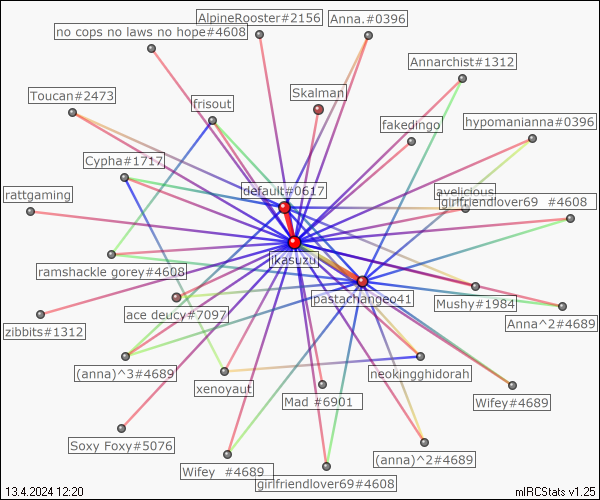 AlpineRooster#2156
Anna.#0396
no cops no laws no hope#4608
Annarchist#1312
Toucan#2473
Skalman
frisout
fakedingo
hypomanianna#0396
Cypha#1717
default#0617
avelicious
rattgaming
girlfriendlover69 #4608
ikasuzu
ramshackle gorey#4608
pastachangeo41
ace deucy#7097
Mushy#1984
zibbits#1312
Anna^2#4689
(anna)^3#4689
xenoyaut
neokingghidorah
Mad #6901
Wifey#4689
Soxy Foxy#5076
Wifey #4689
(anna)^2#4689
girlfriendlover69#4608
13.4.2024 12:20
mIRCStats v1.25